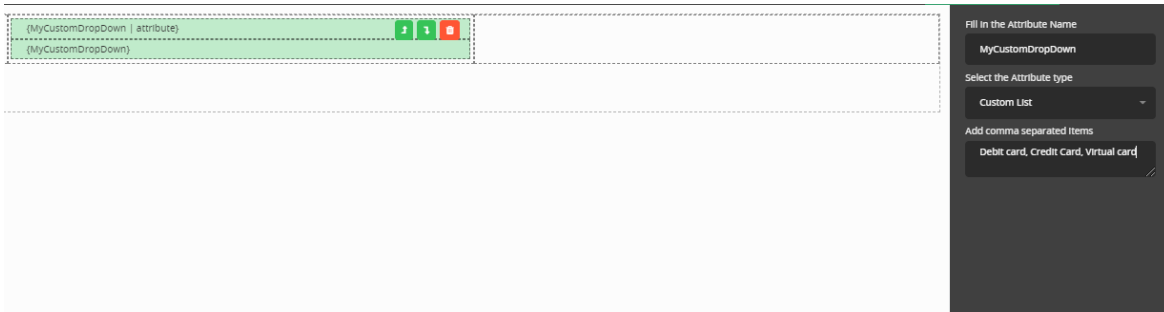 {MyCustomDropDown | attribute}
{MyCustomDropDown}
Fill in the Attribute Name
MyCustomDropDown
Select the Attribute type
Custom List
Add comma separated items
Debit card, Credit Card, Virtual card